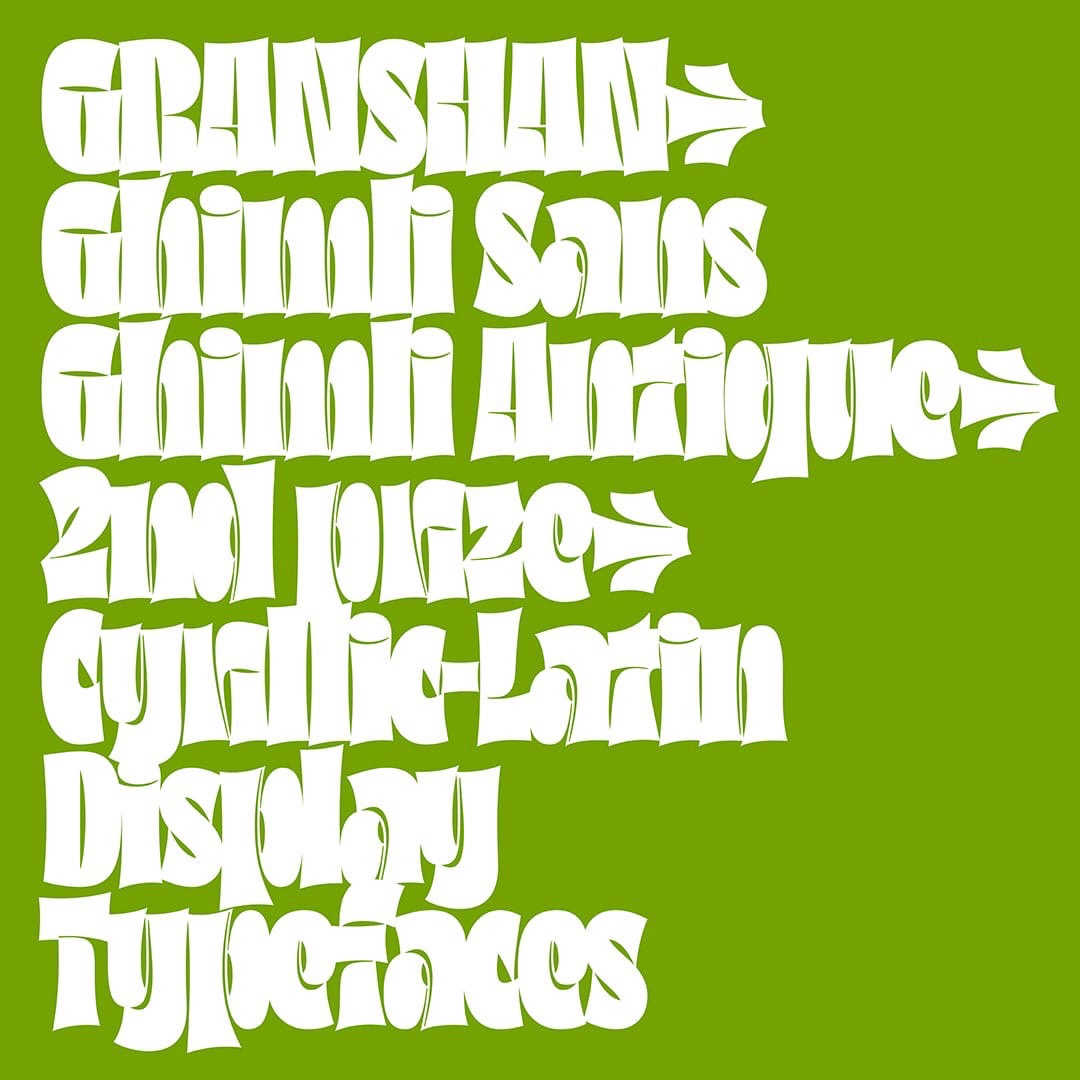 GRANSHAN→
Ghimli Sans
Ghimli Antique→
2nd prize→
Cyrillic-Latin
Display
Typefaces